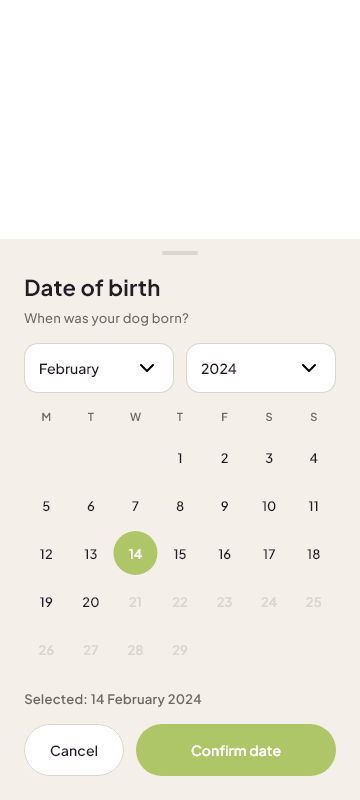 Date of birth
When was your dog born?
February 2024
M T W T F S S
1 2 3 4
5 6 7 8 9 10 11
12 13 14 15 16 17 18
19 20 21 22 23 24 25
26 27 28 29
Selected: 14 February 2024
Cancel Confirm date